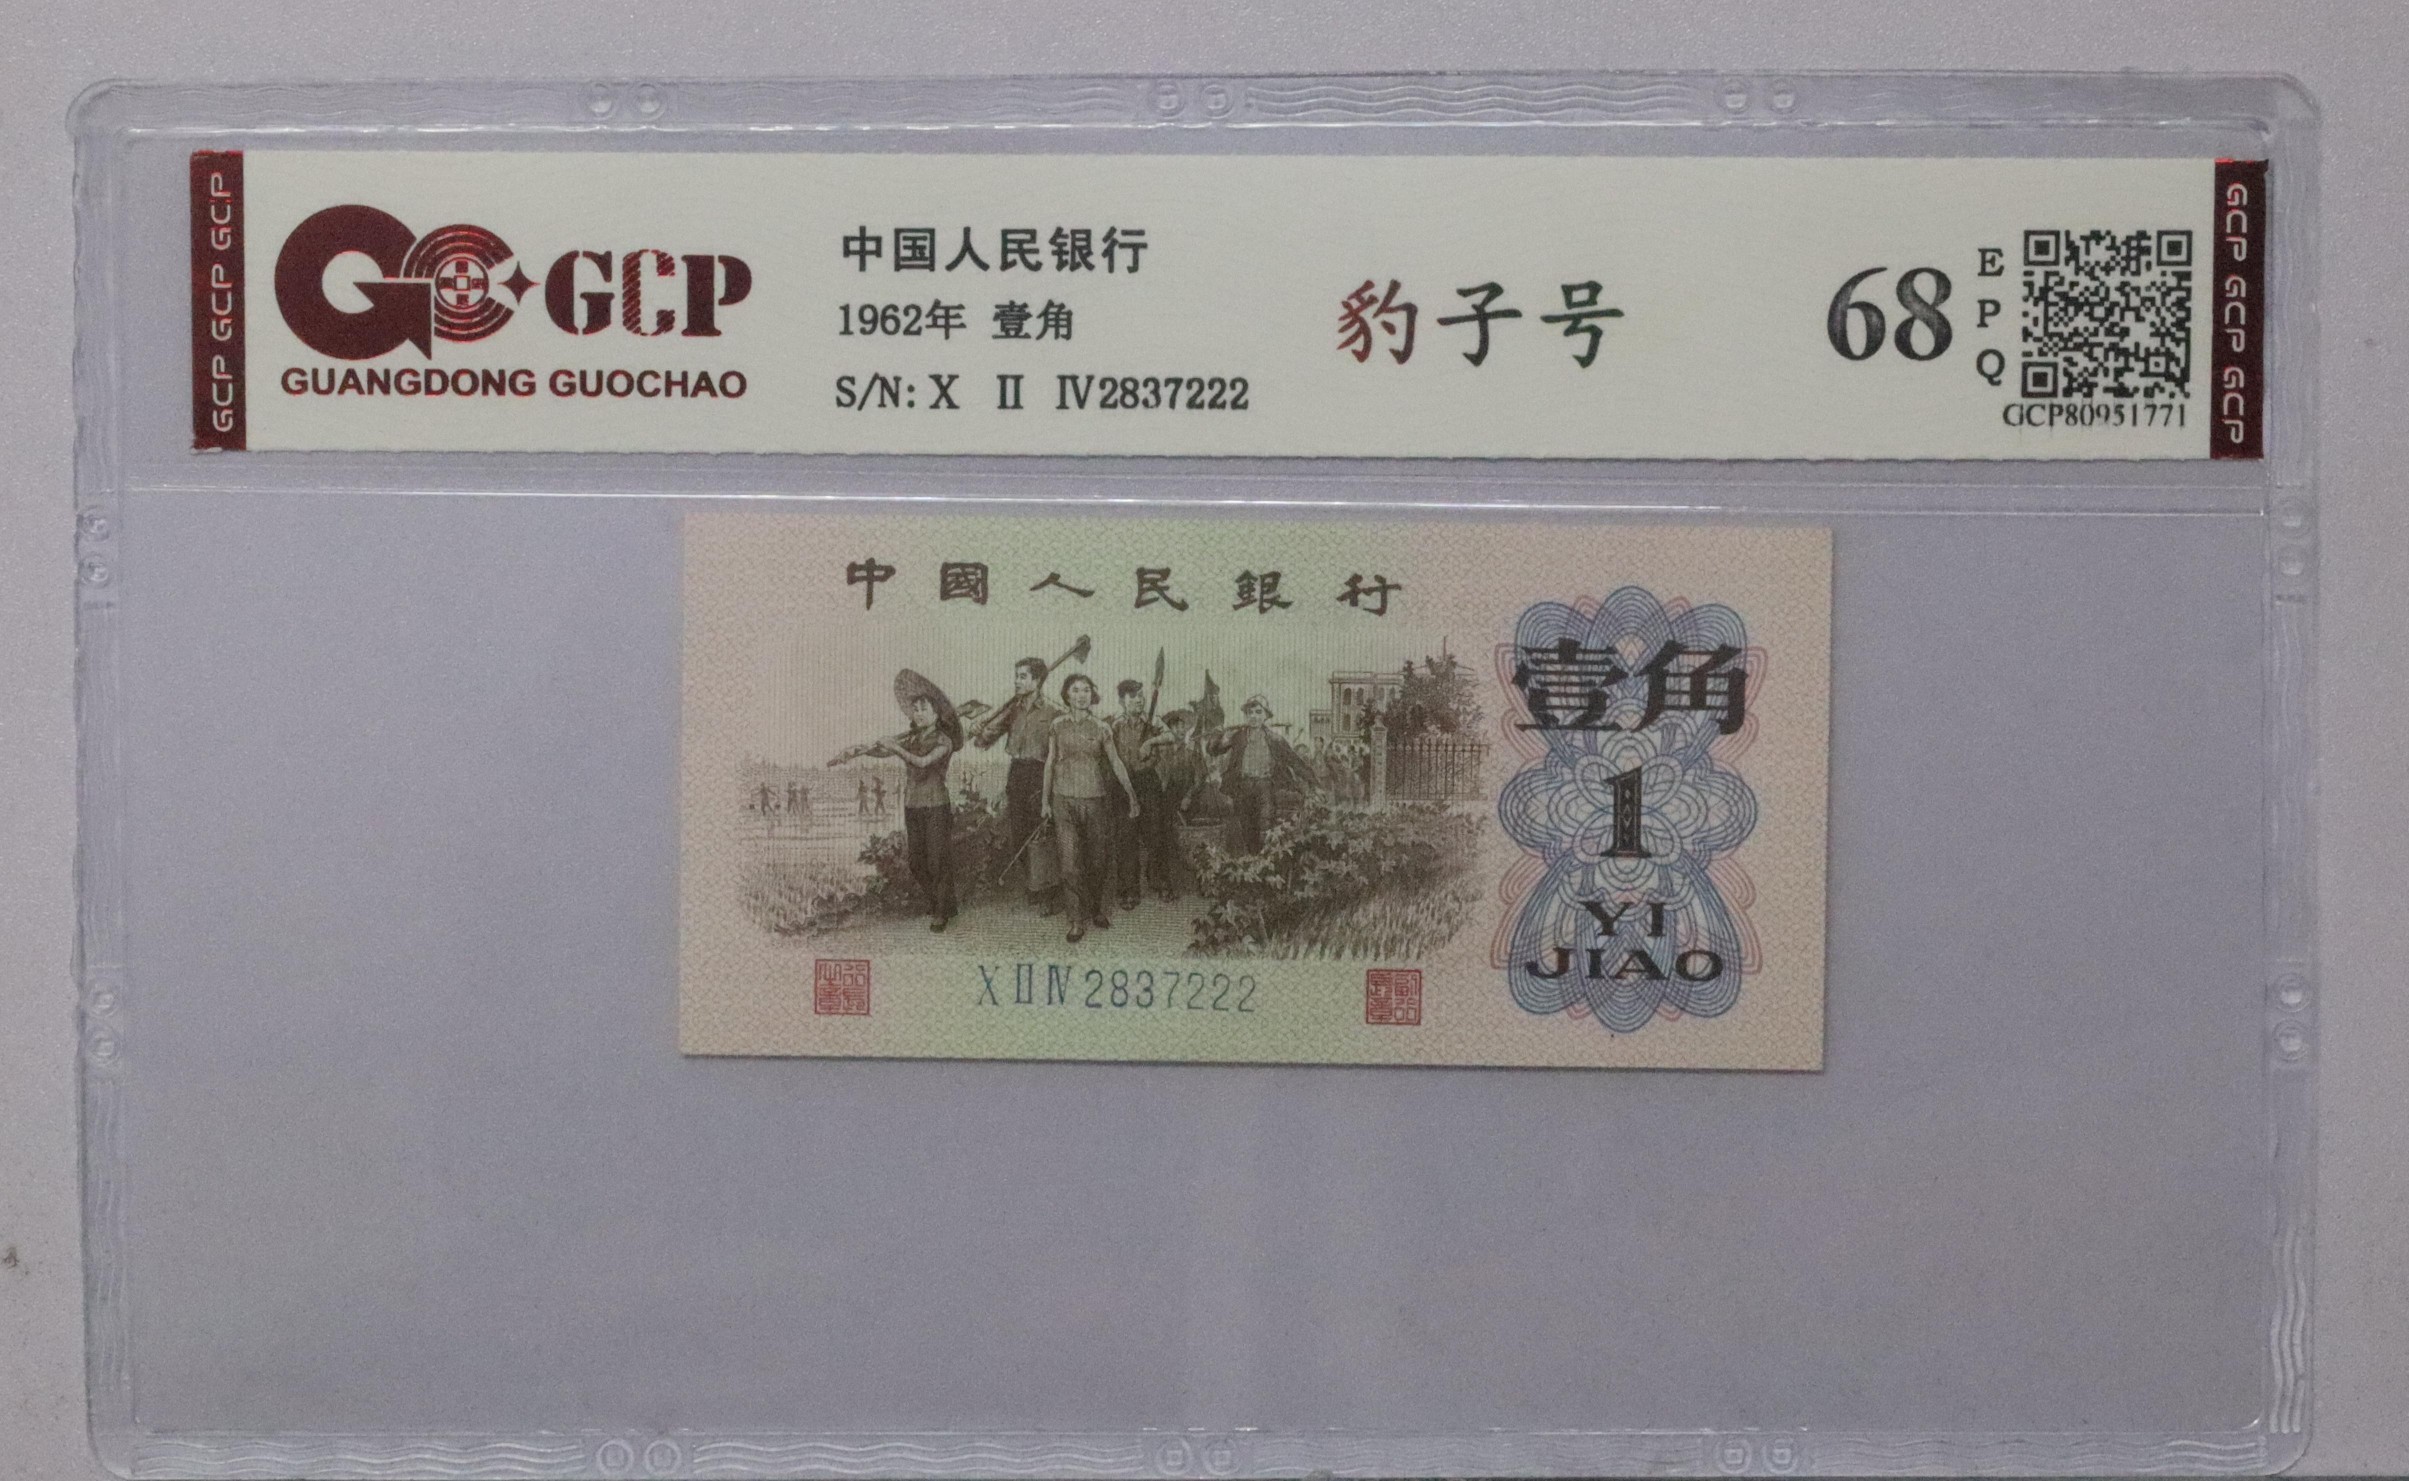 GCP GCP GCP
GCP
GUANGDONG GUOCHAO
中国人民银行
1962年 壹角
S/N: X Ⅱ Ⅳ2837222
豹子号
68
EPQ
GCP80951771
GCP GCP GCP
中國人民銀行
壹角
1
YI
JIAO
X Ⅱ Ⅳ 2837222